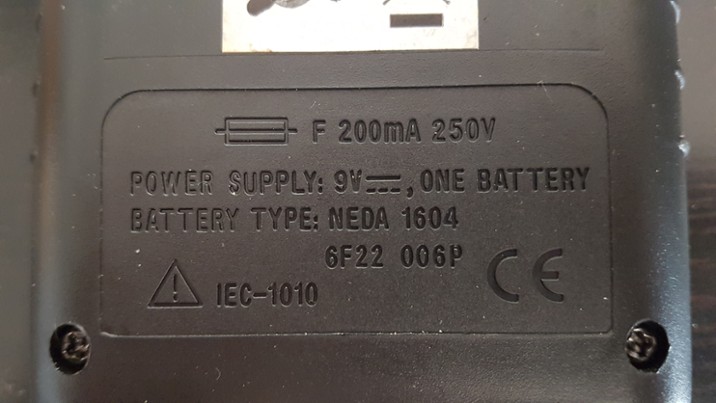 F 200mA 250V
POWER SUPPLY: 9V⎓, ONE BATTERY
BATTERY TYPE: NEDA 1604
6F22 006P
IEC-1010
CE